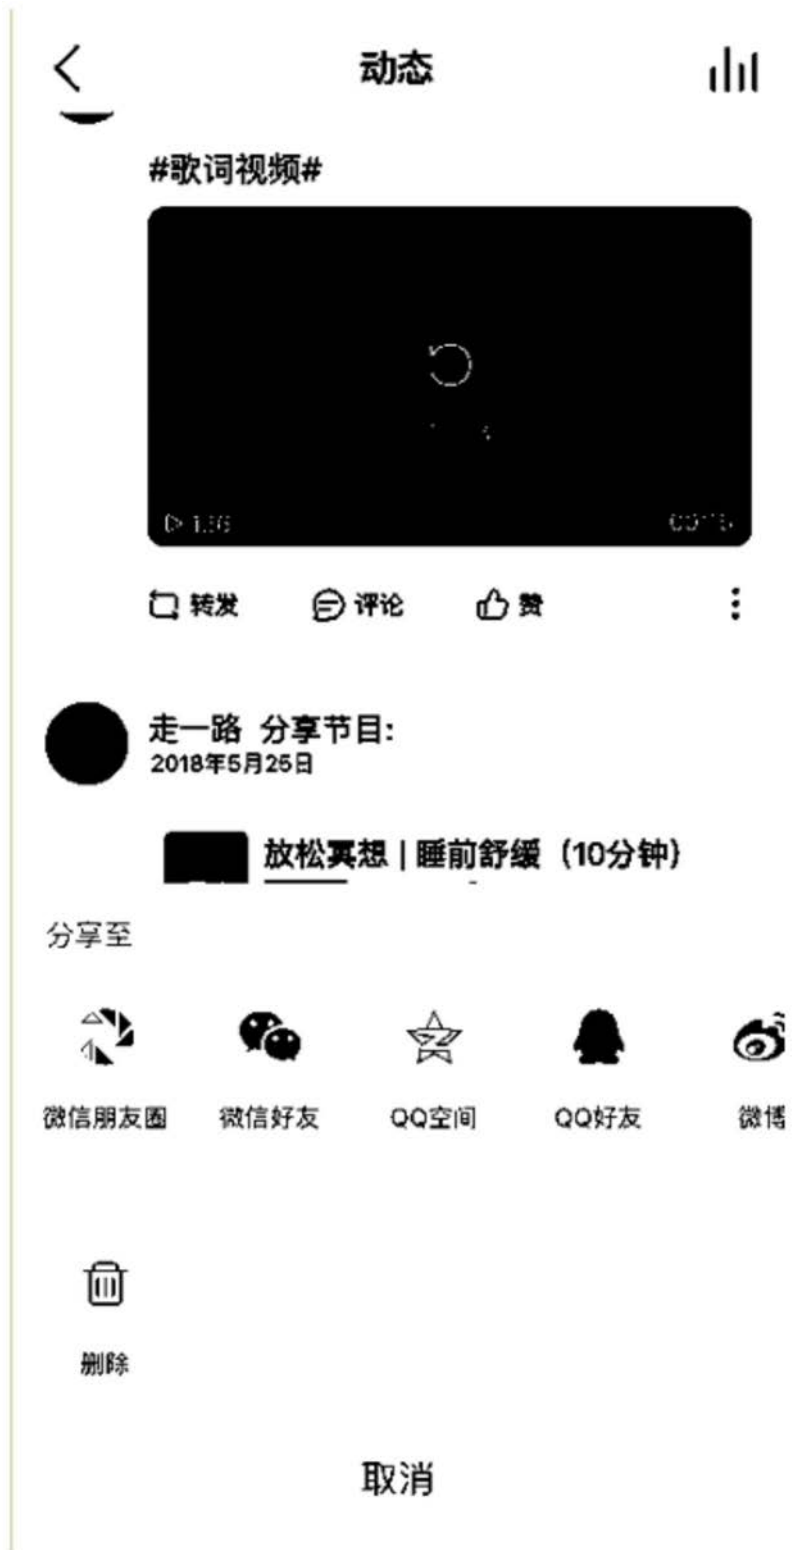 动态
#歌词视频#
转发 评论 赞
走一路 分享节目:
2018年5月25日
放松冥想 | 睡前舒缓（10分钟）
分享至
微信朋友圈 微信好友 QQ空间 QQ好友 微博
删除
取消